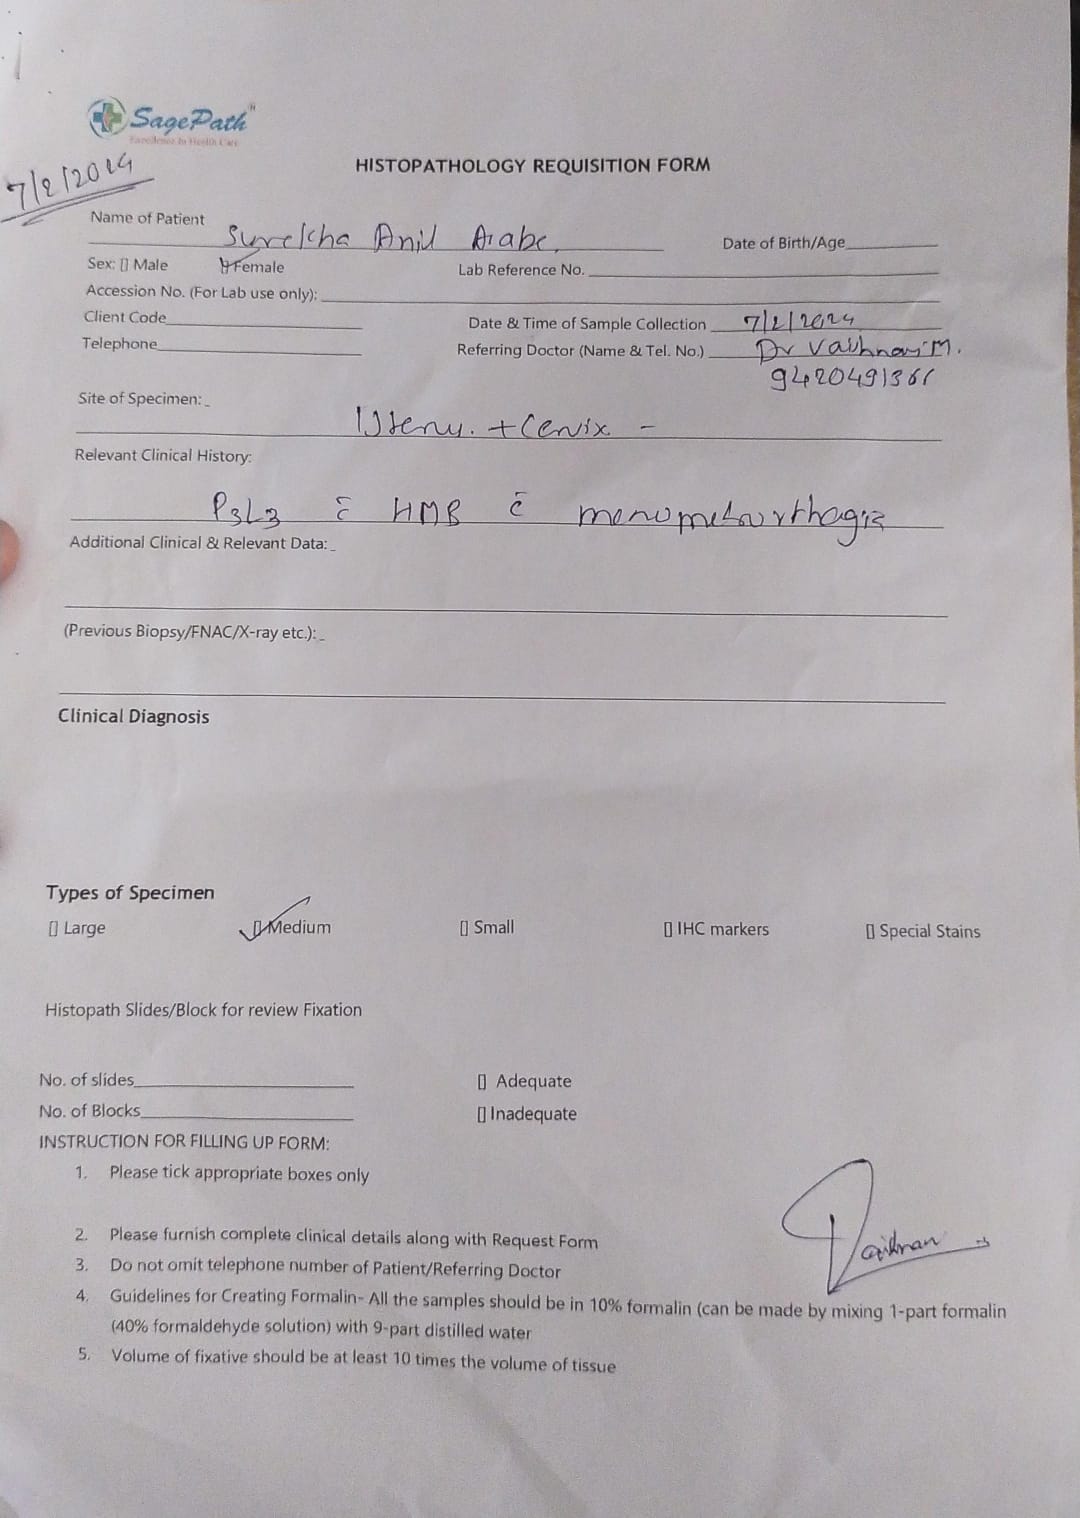 SagePath
Excellence In Health Care
7/2/2024
HISTOPATHOLOGY REQUISITION FORM
Name of Patient Surekha Anil Arabe. Date of Birth/Age
Sex: [] Male [] Female Lab Reference No.
Accession No. (For Lab use only):
Client Code Date & Time of Sample Collection 7/2/2024
Telephone Referring Doctor (Name & Tel. No.) Dr Vaishnavi M.
Site of Specimen:
Uterus. + Cervix -
Relevant Clinical History:
P3L3 c̄ HMB c̄ menometrorrhagia
Additional Clinical & Relevant Data:
(Previous Biopsy/FNAC/X-ray etc.):
Clinical Diagnosis
Types of Specimen
[] Large [] Medium [] Small [] IHC markers [] Special Stains
Histopath Slides/Block for review Fixation
No. of slides [] Adequate
No. of Blocks [] Inadequate
INSTRUCTION FOR FILLING UP FORM:
1. Please tick appropriate boxes only
2. Please furnish complete clinical details along with Request Form
3. Do not omit telephone number of Patient/Referring Doctor
4. Guidelines for Creating Formalin- All the samples should be in 10% formalin (can be made by mixing 1-part formalin
(40% formaldehyde solution) with 9-part distilled water
5. Volume of fixative should be at least 10 times the volume of tissue